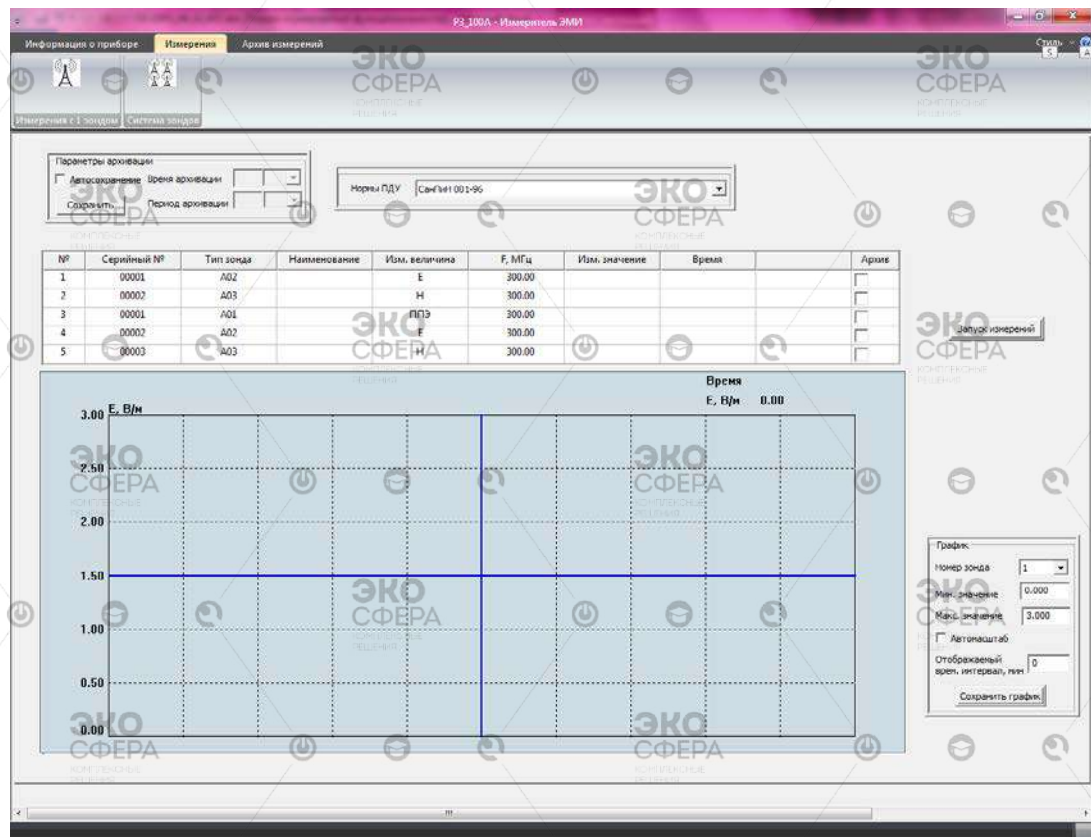 P3_100A - Измеритель ЭМИ
Информация о приборе Измерения Архив измерений Стиль
S A
Измерения с 1 зондом Система зондов
Параметры архивации
Автосохранение Время архивации
Сохранить... Период архивации
Нормы ПДУ СанПиН 001-96
№ Серийный № Тип зонда Наименование Изм. величина F, МГц Изм. значение Время Архив
1 00001 A02 E 300.00
2 00002 A03 H 300.00
3 00001 A01 ППЭ 300.00
4 00002 A02 E 300.00
5 00003 A03 H 300.00
Запуск измерений
Время
E, В/м 0.00
E, В/м
3.00
2.50
2.00
1.50
1.00
0.50
0.00
График
Номер зонда 1
Мин. значение 0.000
Макс. значение 3.000
Автомасштаб
Отображаемый
врем. интервал, мин 0
Сохранить график
ЭКО
СФЕРА
КОМПЛЕКСНЫЕ
РЕШЕНИЯ